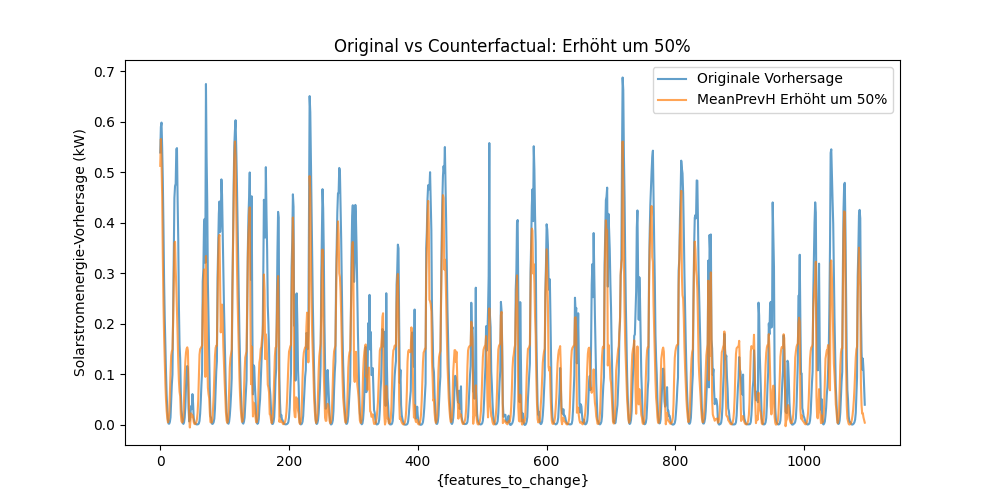 Original vs Counterfactual: Erhöht um 50%
Originale Vorhersage
MeanPrevH Erhöht um 50%
Solarstromenergie-Vorhersage (kW)
0.7
0.6
0.5
0.4
0.3
0.2
0.1
0.0
0 200 400 600 800 1000
{features_to_change}